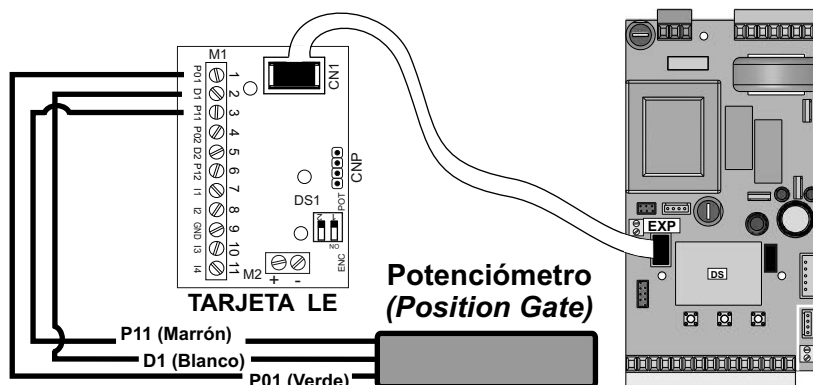 M1
P01 1
D1 2
P11 3
P02 4
D2 5
P12 6
I1 7
I2 8
GND 9
I3 10
I4 11
CN1
CNP
POT
DS1
2 1
NO
ENC
M2
+ -
TARJETA LE
EXP
DS
Potenciómetro
(Position Gate)
P11 (Marrón)
D1 (Blanco)
P01 (Verde)